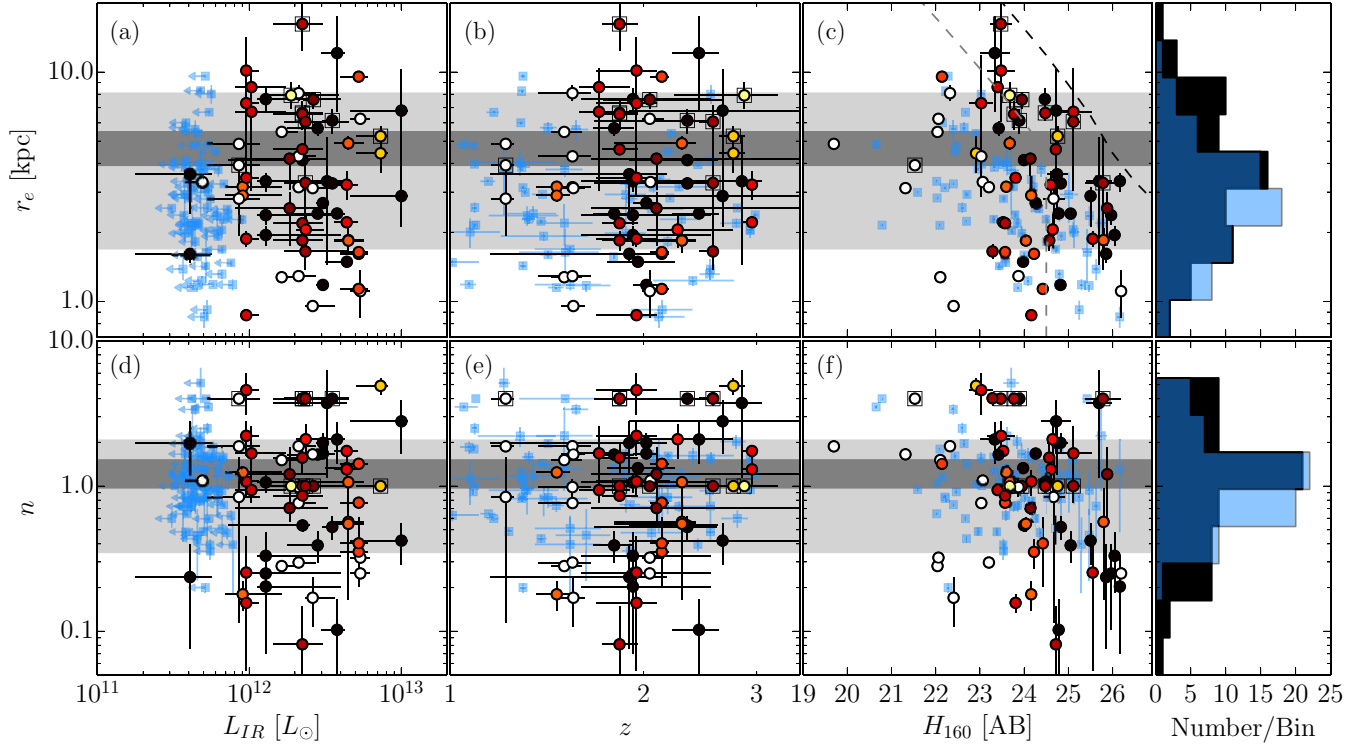 (a)
(b)
(c)
10.0
1.0
r_e [kpc]
(d)
(e)
(f)
10.0
1.0
0.1
n
10^11
10^12
10^13
L_IR [L_⊙]
1
2
3
z
19
20
21
22
23
24
25
26
H_160 [AB]
0
5
10
15
20
25
Number/Bin